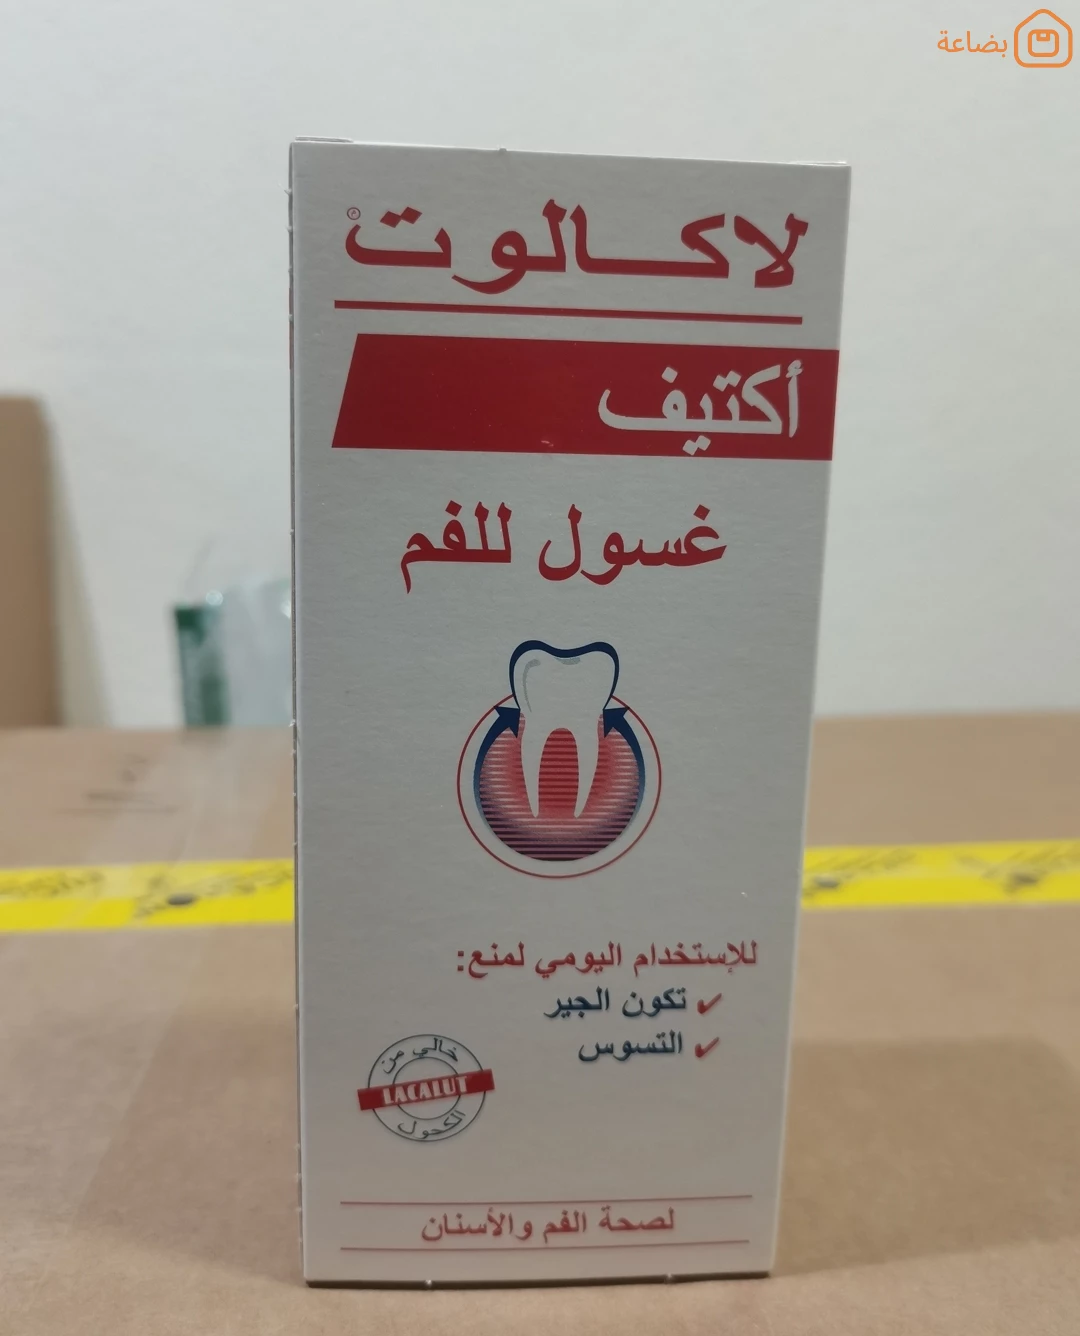 بضاعة
لاكالوت
أكتيف
غسول للفم
للإستخدام اليومي لمنع:
✓ تكون الجير
✓ التسوس
خالي من
LACALUT
الكحول
لصحة الفم والأسنان